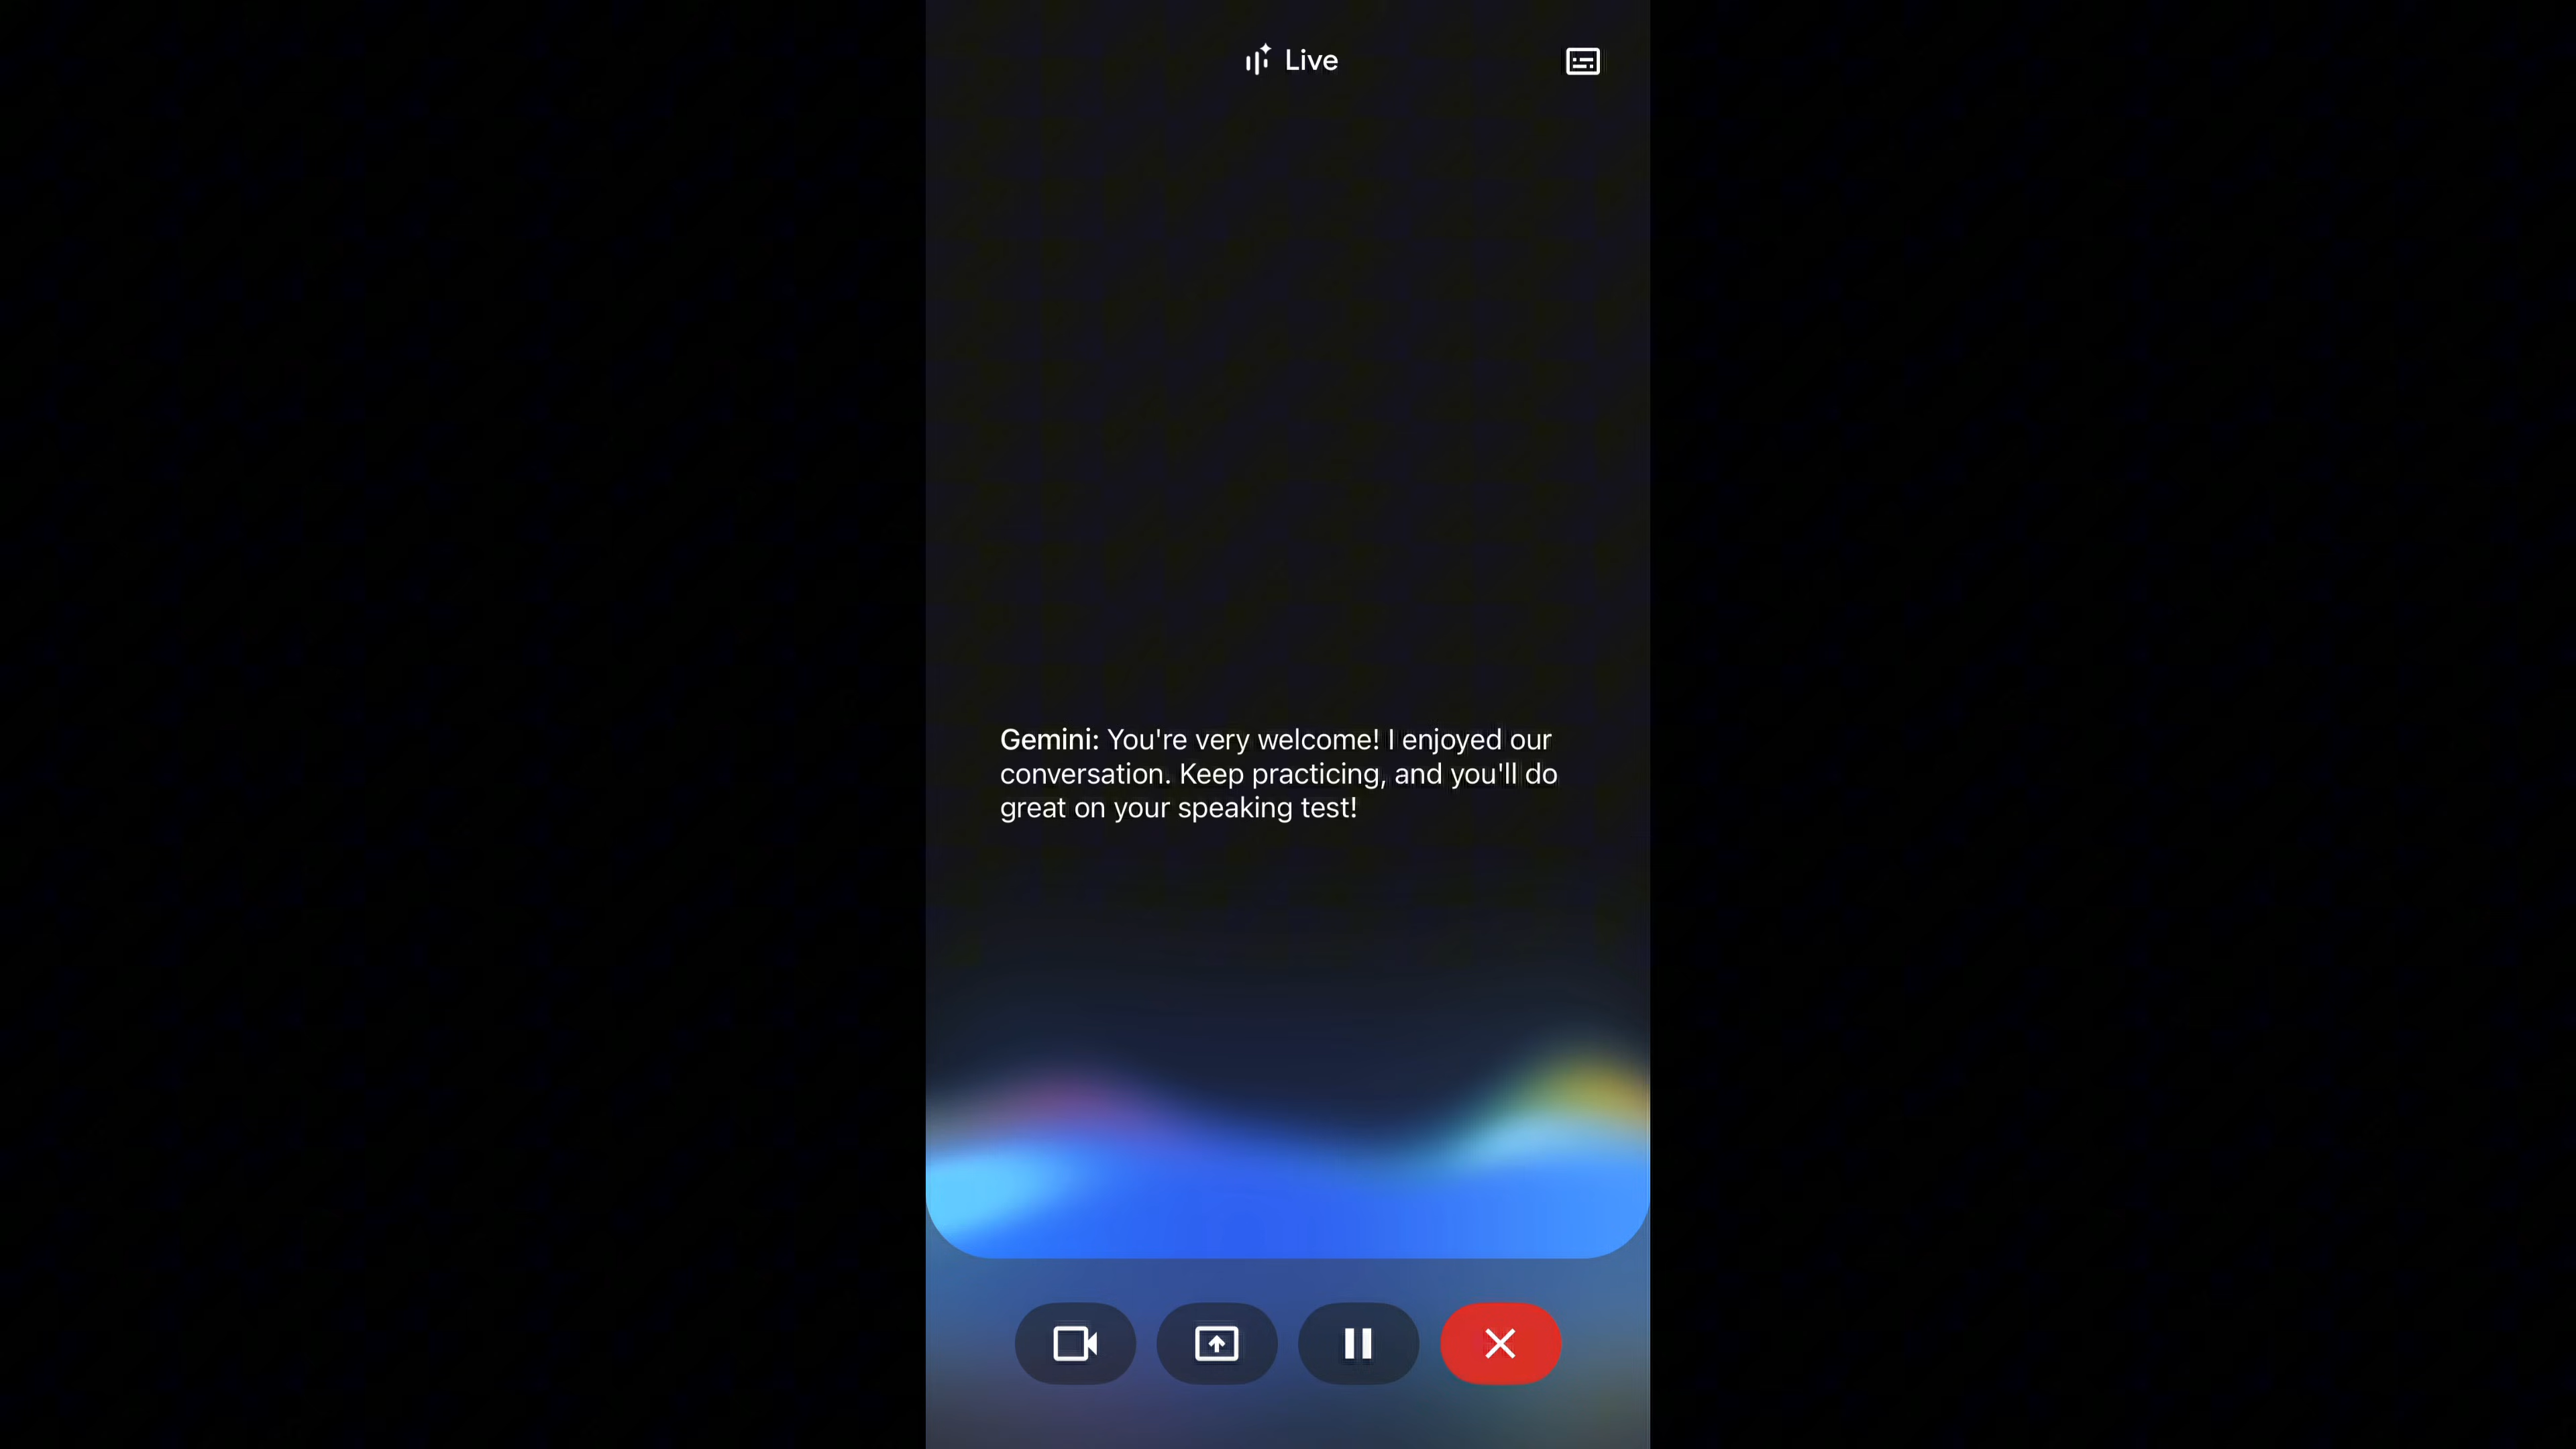 Live
Gemini: You're very welcome! I enjoyed our
conversation. Keep practicing, and you'll do
great on your speaking test!